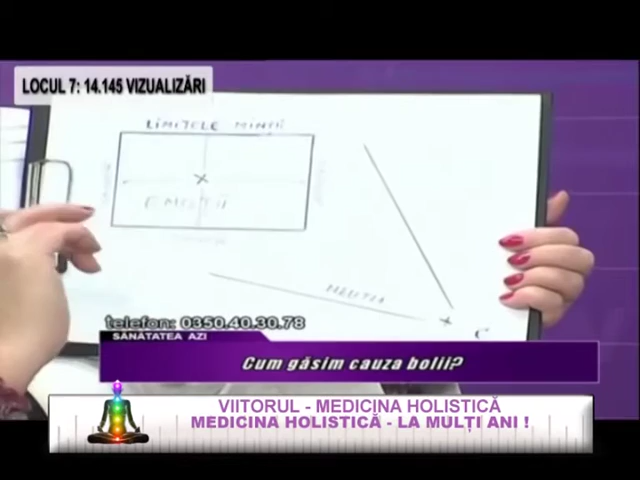 LOCUL 7: 14.145 VIZUALIZĂRI
LIMITELE MINȚII
EMOȚII
C
telefon: 0350.40.30.78
SĂNĂTATEA AZI
Cum găsim cauza bolii?
VIITORUL - MEDICINA HOLISTICĂ
MEDICINA HOLISTICĂ - LA MULȚI ANI !